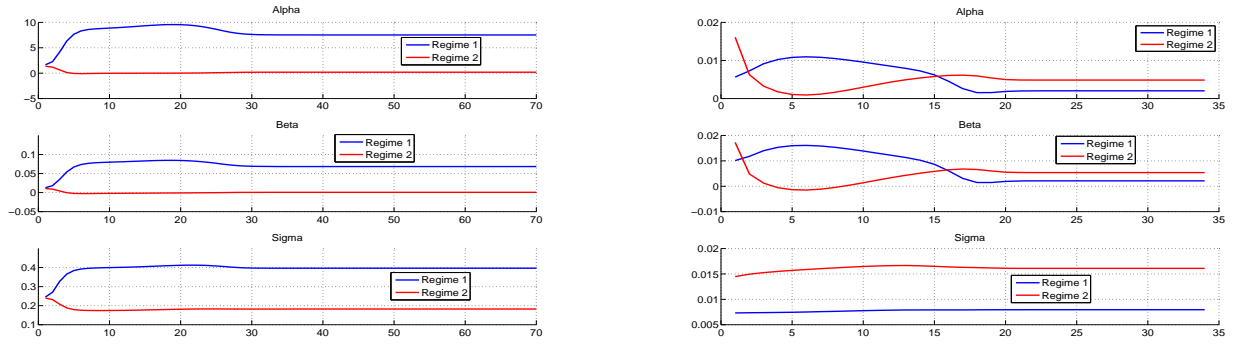 Alpha
10
5
0
−5
Regime 1
Regime 2
0 10 20 30 40 50 60 70
Beta
0.1
0.05
0
−0.05
Regime 1
Regime 2
0 10 20 30 40 50 60 70
Sigma
0.4
0.3
0.2
0.1
Regime 1
Regime 2
0 10 20 30 40 50 60 70
Alpha
0.02
0.01
0
Regime 1
Regime 2
0 5 10 15 20 25 30 35
Beta
0.02
0.01
0
−0.01
Regime 1
Regime 2
0 5 10 15 20 25 30 35
Sigma
0.02
0.015
0.01
0.005
Regime 1
Regime 2
0 5 10 15 20 25 30 35